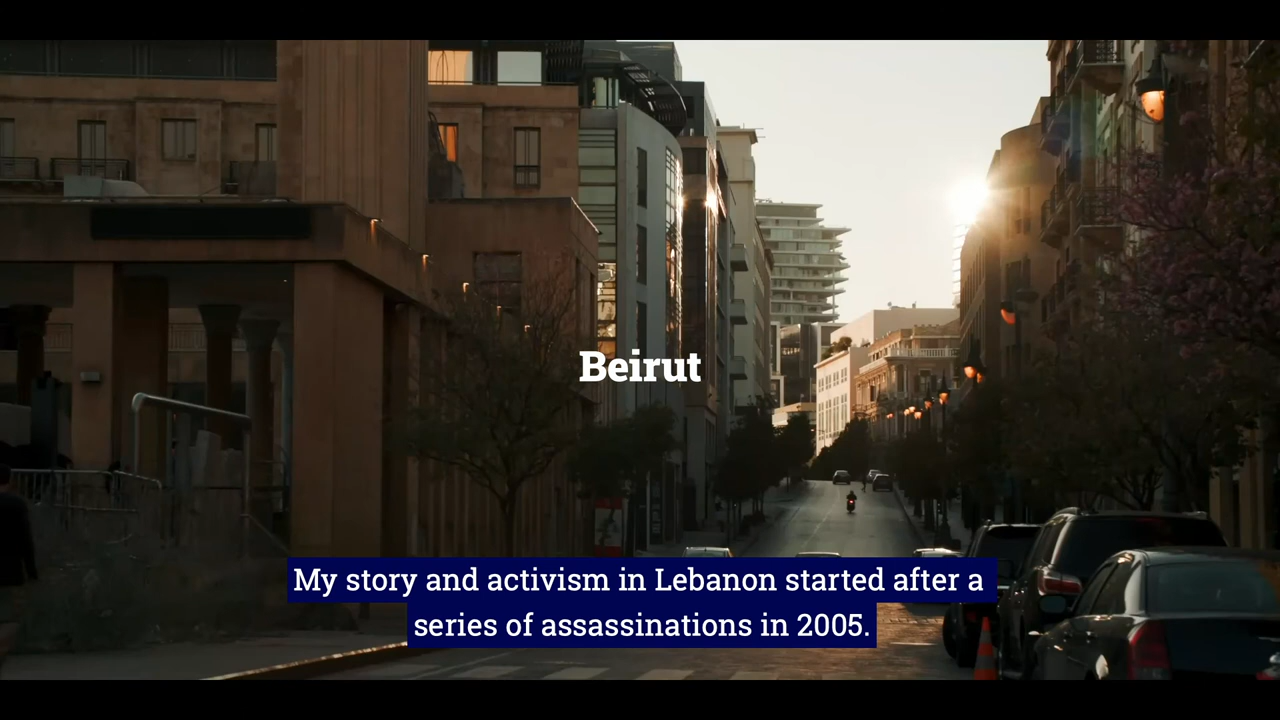 Beirut
My story and activism in Lebanon started after a
series of assassinations in 2005.